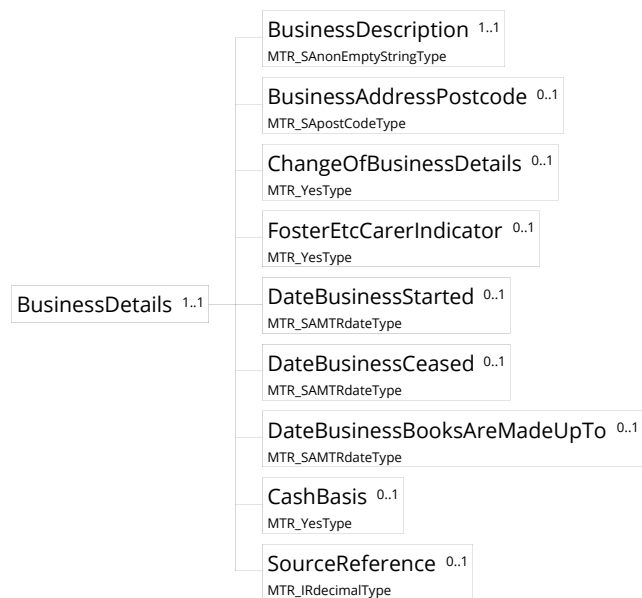 BusinessDescription 1..1
MTR_SAnonEmptyStringType
BusinessAddressPostcode 0..1
MTR_SApostCodeType
ChangeOfBusinessDetails 0..1
MTR_YesType
FosterEtcCarerIndicator 0..1
MTR_YesType
BusinessDetails 1..1
DateBusinessStarted 0..1
MTR_SAMTRdateType
DateBusinessCeased 0..1
MTR_SAMTRdateType
DateBusinessBooksAreMadeUpTo 0..1
MTR_SAMTRdateType
CashBasis 0..1
MTR_YesType
SourceReference 0..1
MTR_IRdecimalType